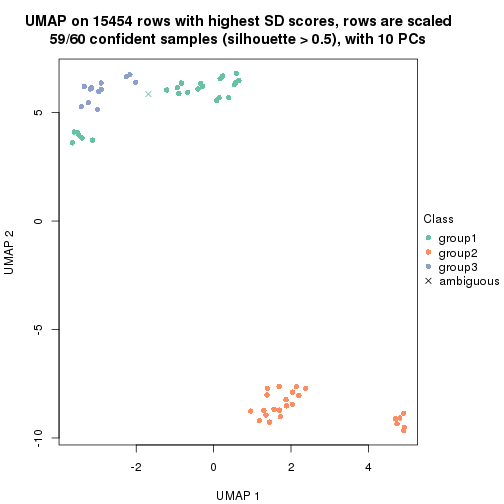 UMAP on 15454 rows with highest SD scores, rows are scaled
59/60 confident samples (silhouette > 0.5), with 10 PCs
5
0
-5
-10
UMAP 2
-2
0
2
4
UMAP 1
Class
group1
group2
group3
ambiguous